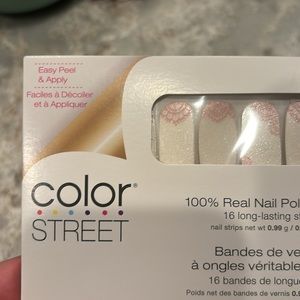 Easy Peel
& Apply
Faciles à Décoller
et à Appliquer
color®
STREET
100% Real Nail Pol
16 long-lasting st
nail strips net wt 0.99 g / 0
Bandes de ve
à ongles véritable
16 bandes de longue
Poids net des bandes de vernis 0.